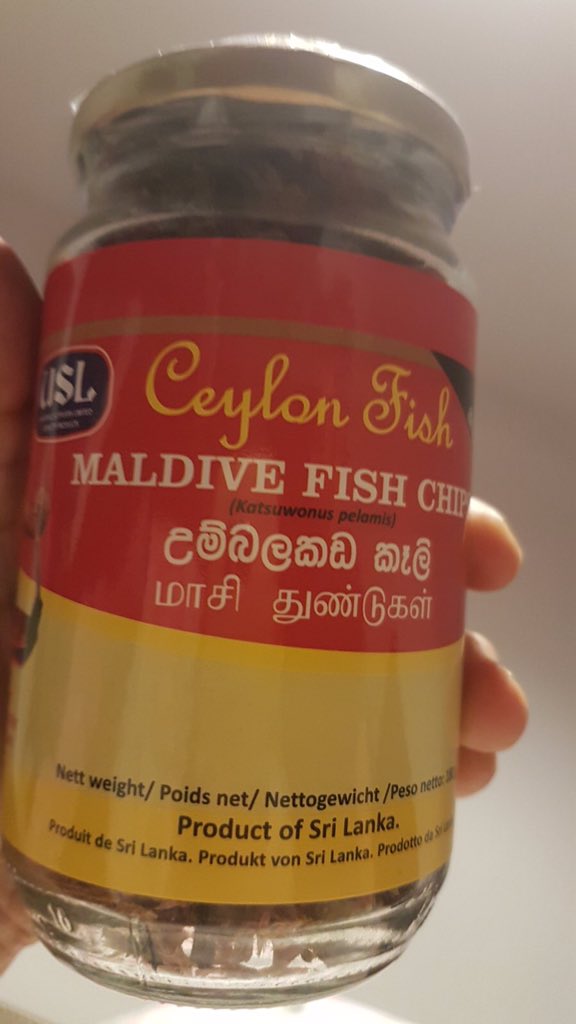 USL
Ceylon Fish
MALDIVE FISH CHIP
(Katsuwonus pelamis)
උම්බලකඩ කෑලි
மாசி துண்டுகள்
Nett weight/ Poids net/ Nettogewicht /Peso netto:
Product of Sri Lanka.
Produit de Sri Lanka. Produkt von Sri Lanka. Prodotto da Sri